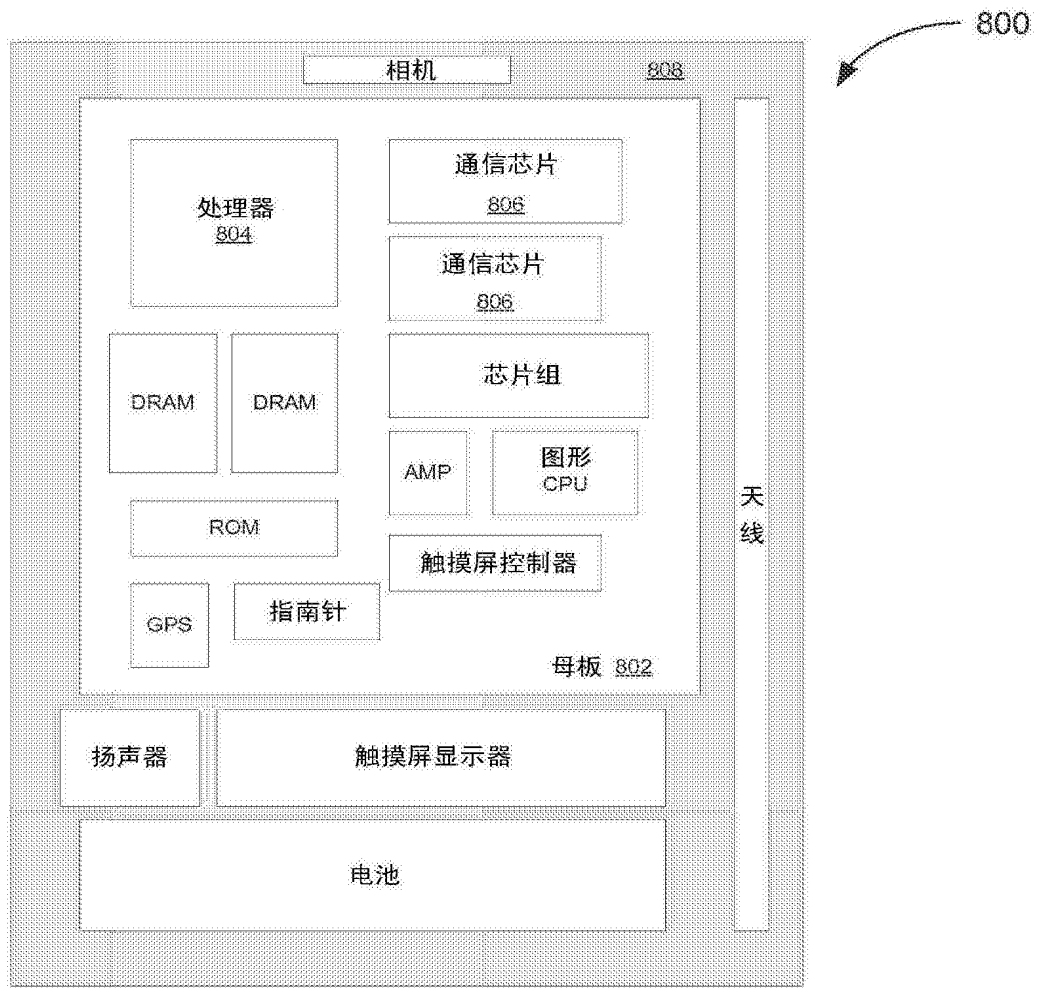 800
相机
808
处理器
804
通信芯片
806
通信芯片
806
DRAM
DRAM
芯片组
AMP
图形
CPU
ROM
触摸屏控制器
GPS
指南针
母板 802
天
线
扬声器
触摸屏显示器
电池